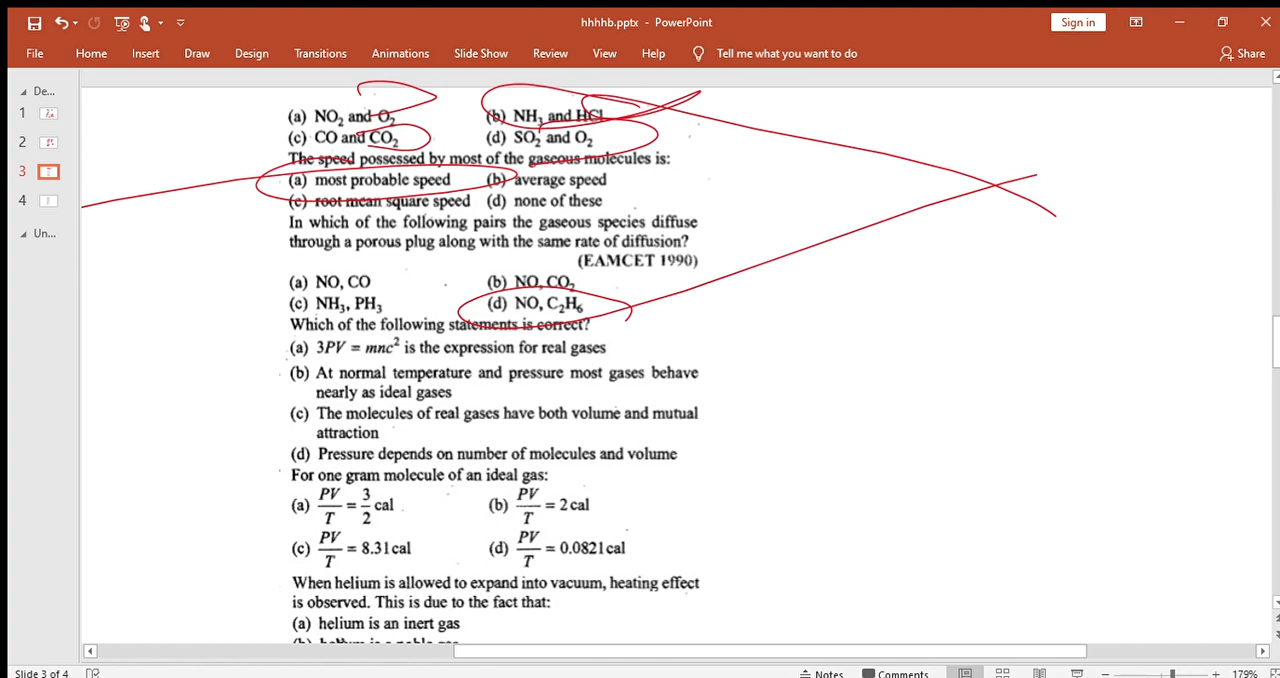 hhhhb.pptx - PowerPoint
Sign in
File Home Insert Draw Design Transitions Animations Slide Show Review View Help Tell me what you want to do Share
De...
1
2
3
4
Un...
(a) NO₂ and O₂ (b) NH₃ and HCl
(c) CO and CO₂ (d) SO₂ and O₂
The speed possessed by most of the gaseous molecules is:
(a) most probable speed (b) average speed
(c) root mean square speed (d) none of these
In which of the following pairs the gaseous species diffuse
through a porous plug along with the same rate of diffusion?
(EAMCET 1990)
(a) NO, CO (b) NO, CO₂
(c) NH₃, PH₃ (d) NO, C₂H₆
Which of the following statements is correct?
(a) 3PV = mnc² is the expression for real gases
(b) At normal temperature and pressure most gases behave
nearly as ideal gases
(c) The molecules of real gases have both volume and mutual
attraction
(d) Pressure depends on number of molecules and volume
For one gram molecule of an ideal gas:
(a) PV/T = 3/2 cal (b) PV/T = 2 cal
(c) PV/T = 8.31 cal (d) PV/T = 0.0821 cal
When helium is allowed to expand into vacuum, heating effect
is observed. This is due to the fact that:
(a) helium is an inert gas
Slide 3 of 4 Notes Comments 179%